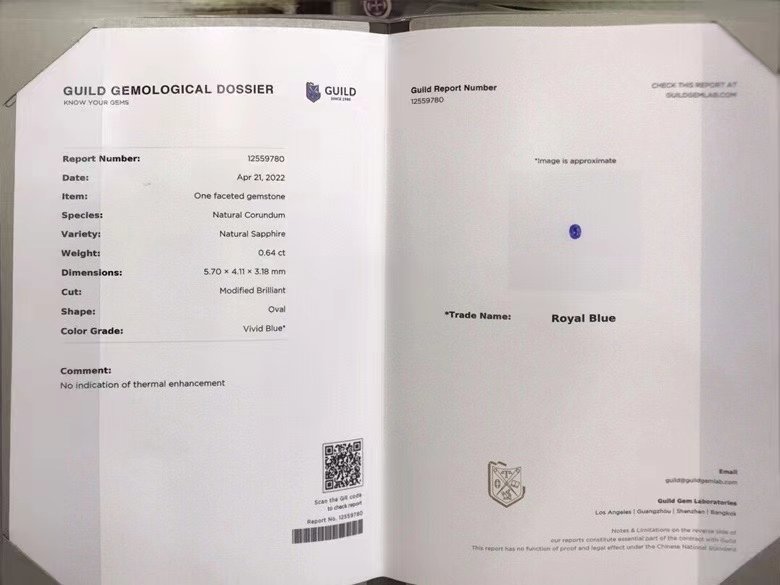 GUILD GEMOLOGICAL DOSSIER
KNOW YOUR GEMS
GUILD
SINCE 1980
Report Number: 12559780
Date: Apr 21, 2022
Item: One faceted gemstone
Species: Natural Corundum
Variety: Natural Sapphire
Weight: 0.64 ct
Dimensions: 5.70 × 4.11 × 3.18 mm
Cut: Modified Brilliant
Shape: Oval
Color Grade: Vivid Blue*
Comment:
No indication of thermal enhancement
Scan the QR code
to check report
Report No. 12559780
Guild Report Number
12559780
CHECK THIS REPORT AT
GUILDGEMLAB.COM
*Image is approximate
*Trade Name: Royal Blue
Email
guild@guildgemlab.com
Guild Gem Laboratories
Los Angeles | Guangzhou | Shenzhen | Bangkok
Notes & Limitations on the reverse side of
our reports constitute essential part of the contract with Guild
This report has no function of proof and legal effect under the Chinese National Standard